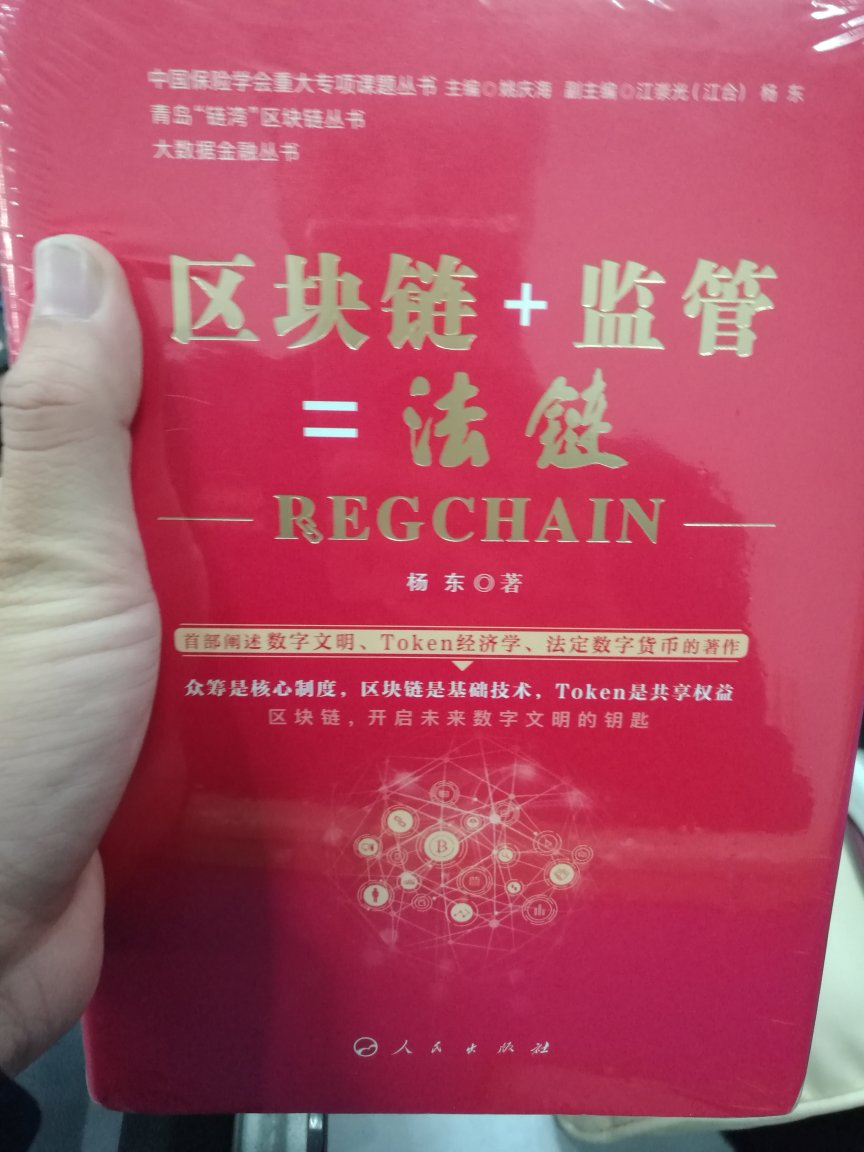 中国保险学会重大专项课题丛书 主编◎姚庆海 副主编◎江崇光(江合) 杨 东
青岛“链湾”区块链丛书
大数据金融丛书
区块链+监管
=法链
REGCHAIN
杨 东◎著
首部阐述数字文明、Token经济学、法定数字货币的著作
众筹是核心制度，区块链是基础技术，Token是共享权益
区块链，开启未来数字文明的钥匙
人民出版社